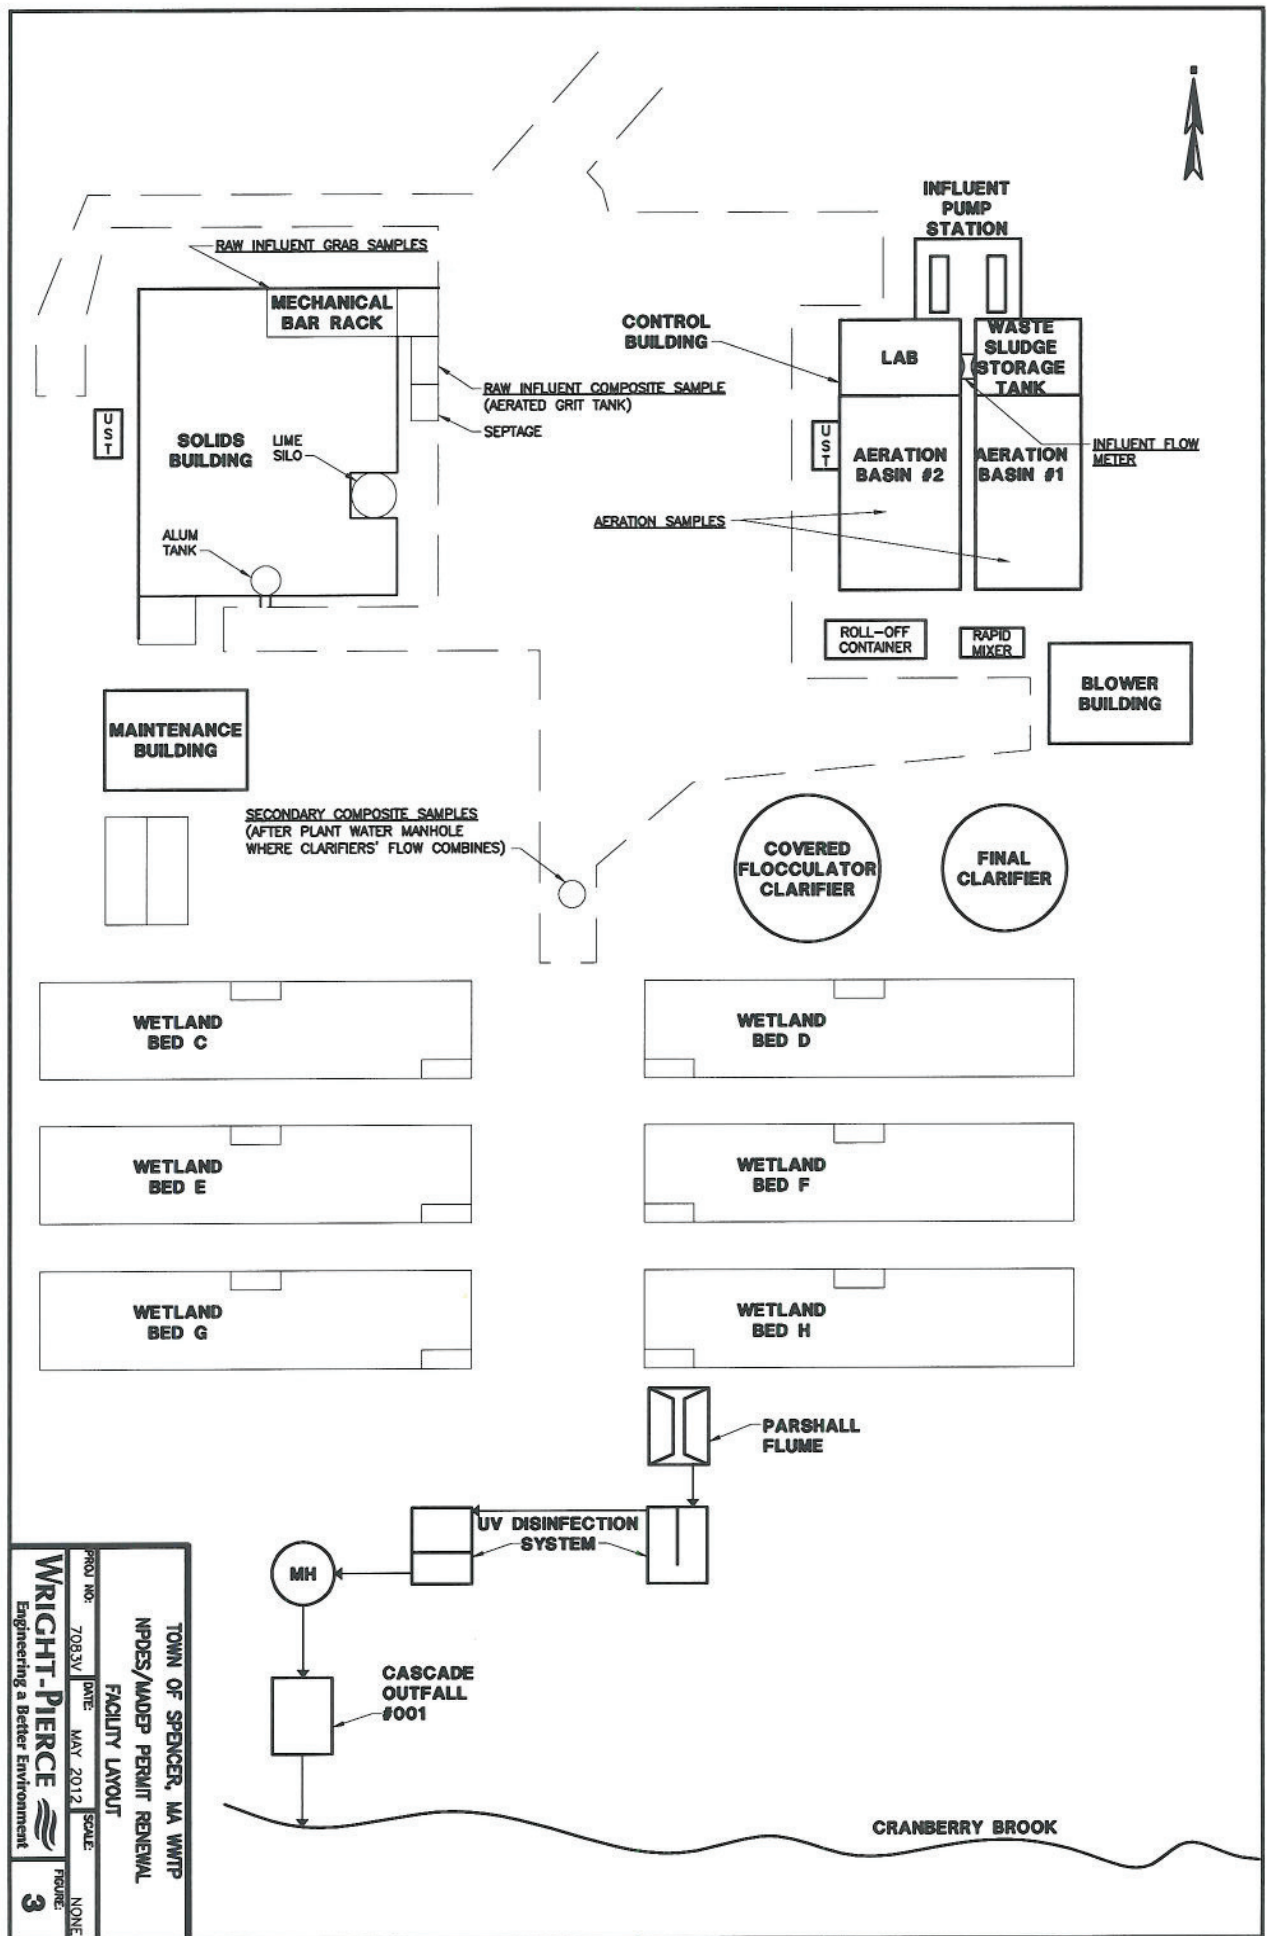 INFLUENT
PUMP
STATION
RAW INFLUENT GRAB SAMPLES
MECHANICAL
BAR RACK
CONTROL
BUILDING
LAB
WASTE
SLUDGE
STORAGE
TANK
RAW INFLUENT COMPOSITE SAMPLE
(AERATED GRIT TANK)
SEPTAGE
UST
SOLIDS
BUILDING
LIME
SILO
UST
AERATION
BASIN #2
AERATION
BASIN #1
INFLUENT FLOW
METER
AERATION SAMPLES
ALUM
TANK
ROLL-OFF
CONTAINER
RAPID
MIXER
BLOWER
BUILDING
MAINTENANCE
BUILDING
SECONDARY COMPOSITE SAMPLES
(AFTER PLANT WATER MANHOLE
WHERE CLARIFIERS' FLOW COMBINES)
COVERED
FLOCCULATOR
CLARIFIER
FINAL
CLARIFIER
WETLAND
BED C
WETLAND
BED D
WETLAND
BED E
WETLAND
BED F
WETLAND
BED G
WETLAND
BED H
PARSHALL
FLUME
UV DISINFECTION
SYSTEM
MH
CASCADE
OUTFALL
#001
CRANBERRY BROOK
TOWN OF SPENCER, MA WWTP
NPDES/MADEP PERMIT RENEWAL
FACILITY LAYOUT
PROJ NO: 7083V DATE: MAY 2012 SCALE: NONE
WRIGHT-PIERCE
Engineering a Better Environment
FIGURE:
3